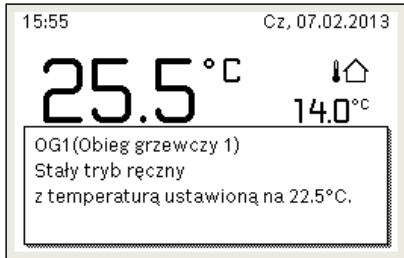 15:55 Cz, 07.02.2013
25.5°C
14.0°C
OG1(Obieg grzewczy 1)
Stały tryb ręczny
z temperaturą ustawioną na 22.5°C.